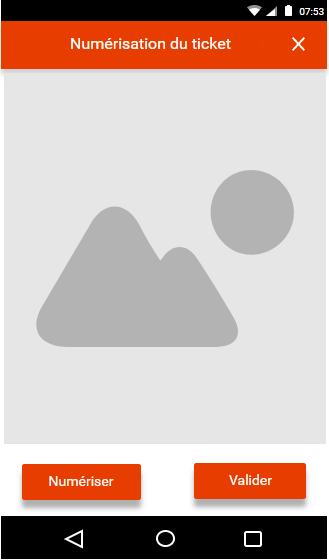 07:53
Numérisation du ticket
Numériser
Valider